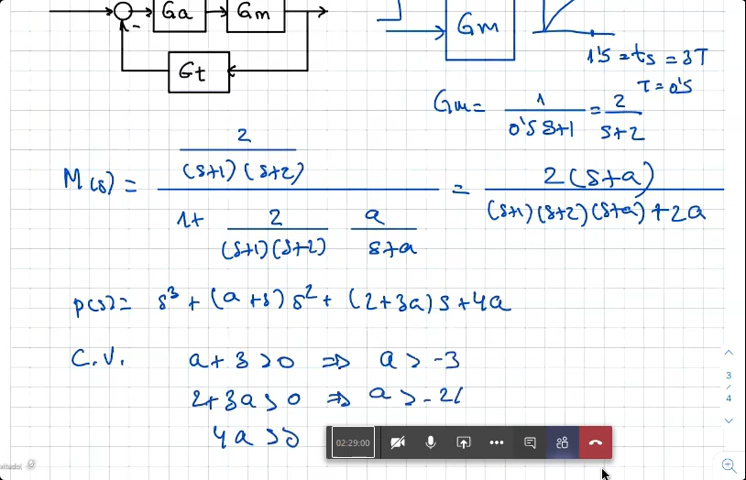 Ga Gm
Gm
Gt
1'5 = ts = 3T
T = 0'5
Gm = 1 / (0'5 s+1) = 2 / (s+2)
M(s) = (2 / ((s+1)(s+2))) / (1+ 2 / ((s+1)(s+2)) a / (s+a)) = 2(s+a) / ((s+1)(s+2)(s+a)+2a)
p(s) = s³ + (a+3)s² + (2+3a)s+4a
C.V. a+3>0 ⇒ a>-3
2+3a>0 ⇒ a>-2/
4a>0
02:29:00
3
/
4